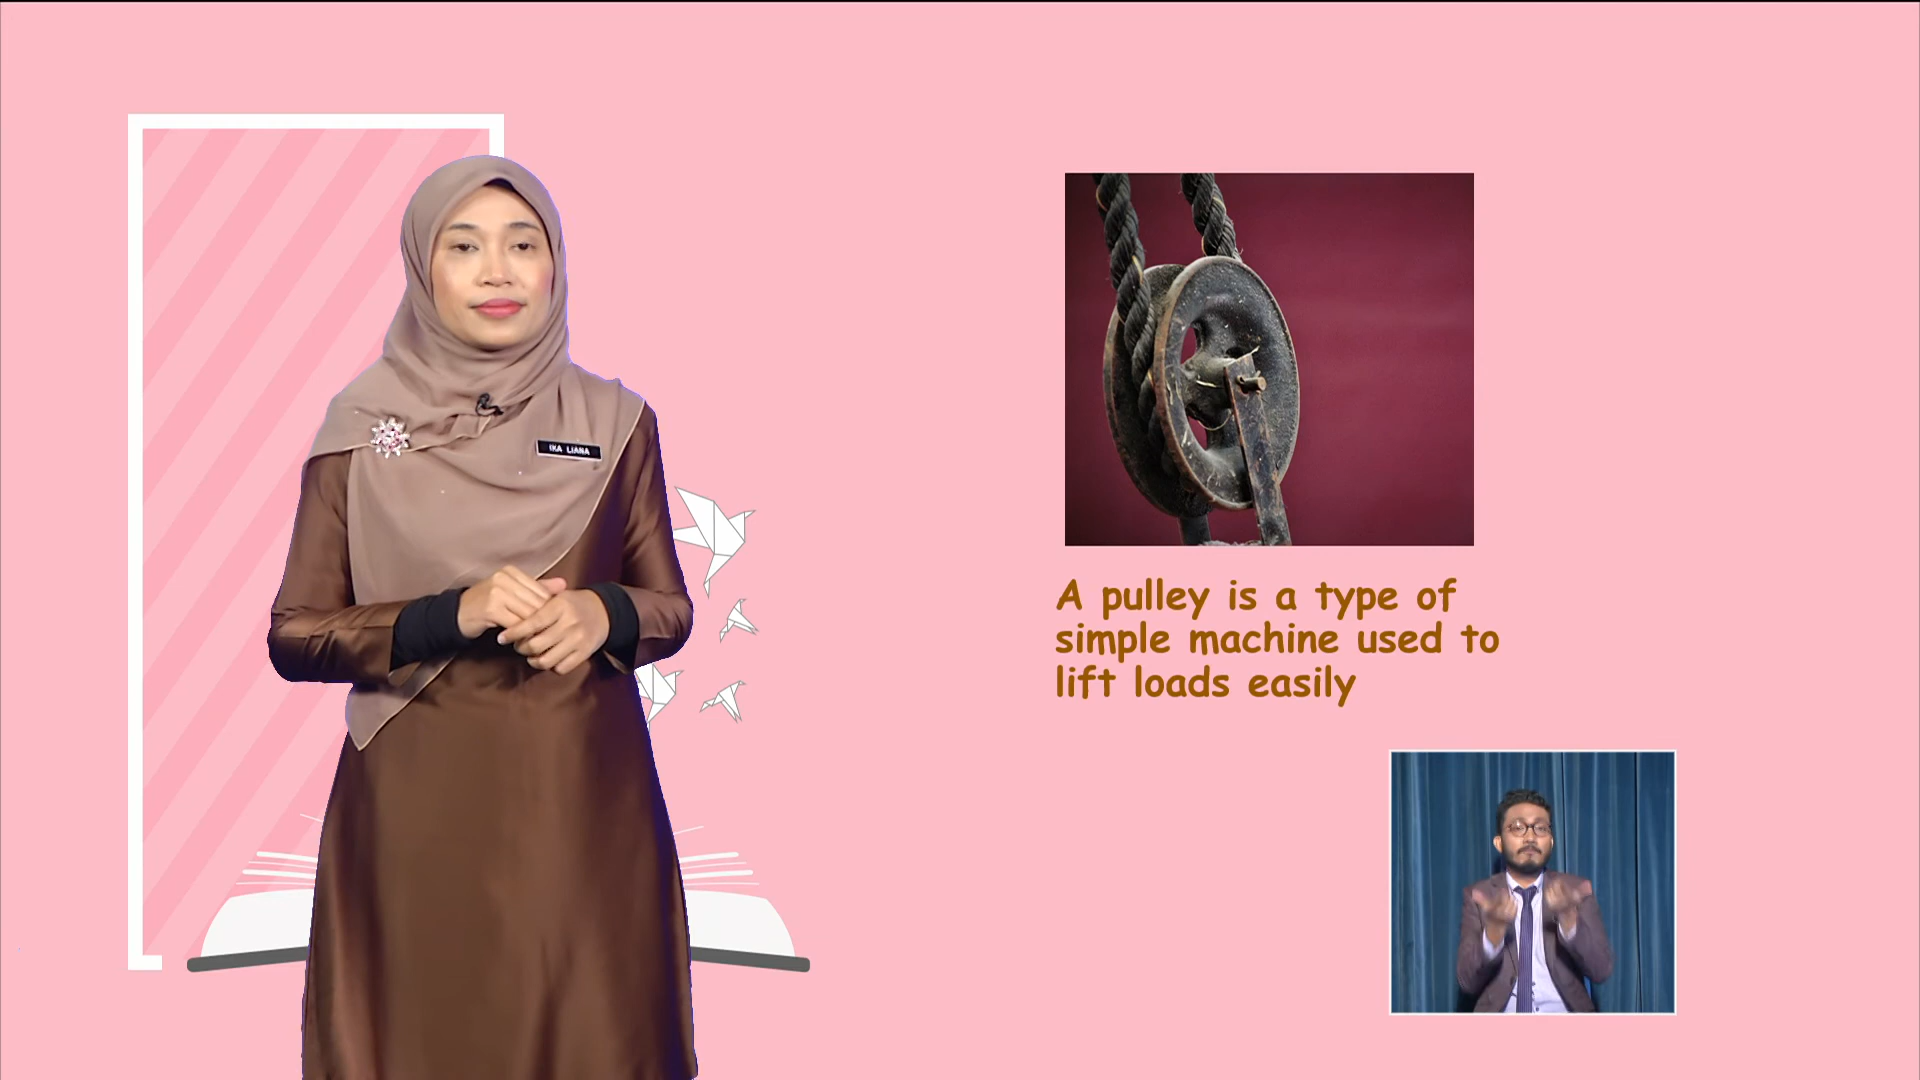 IKA LIANA
A pulley is a type of
simple machine used to
lift loads easily